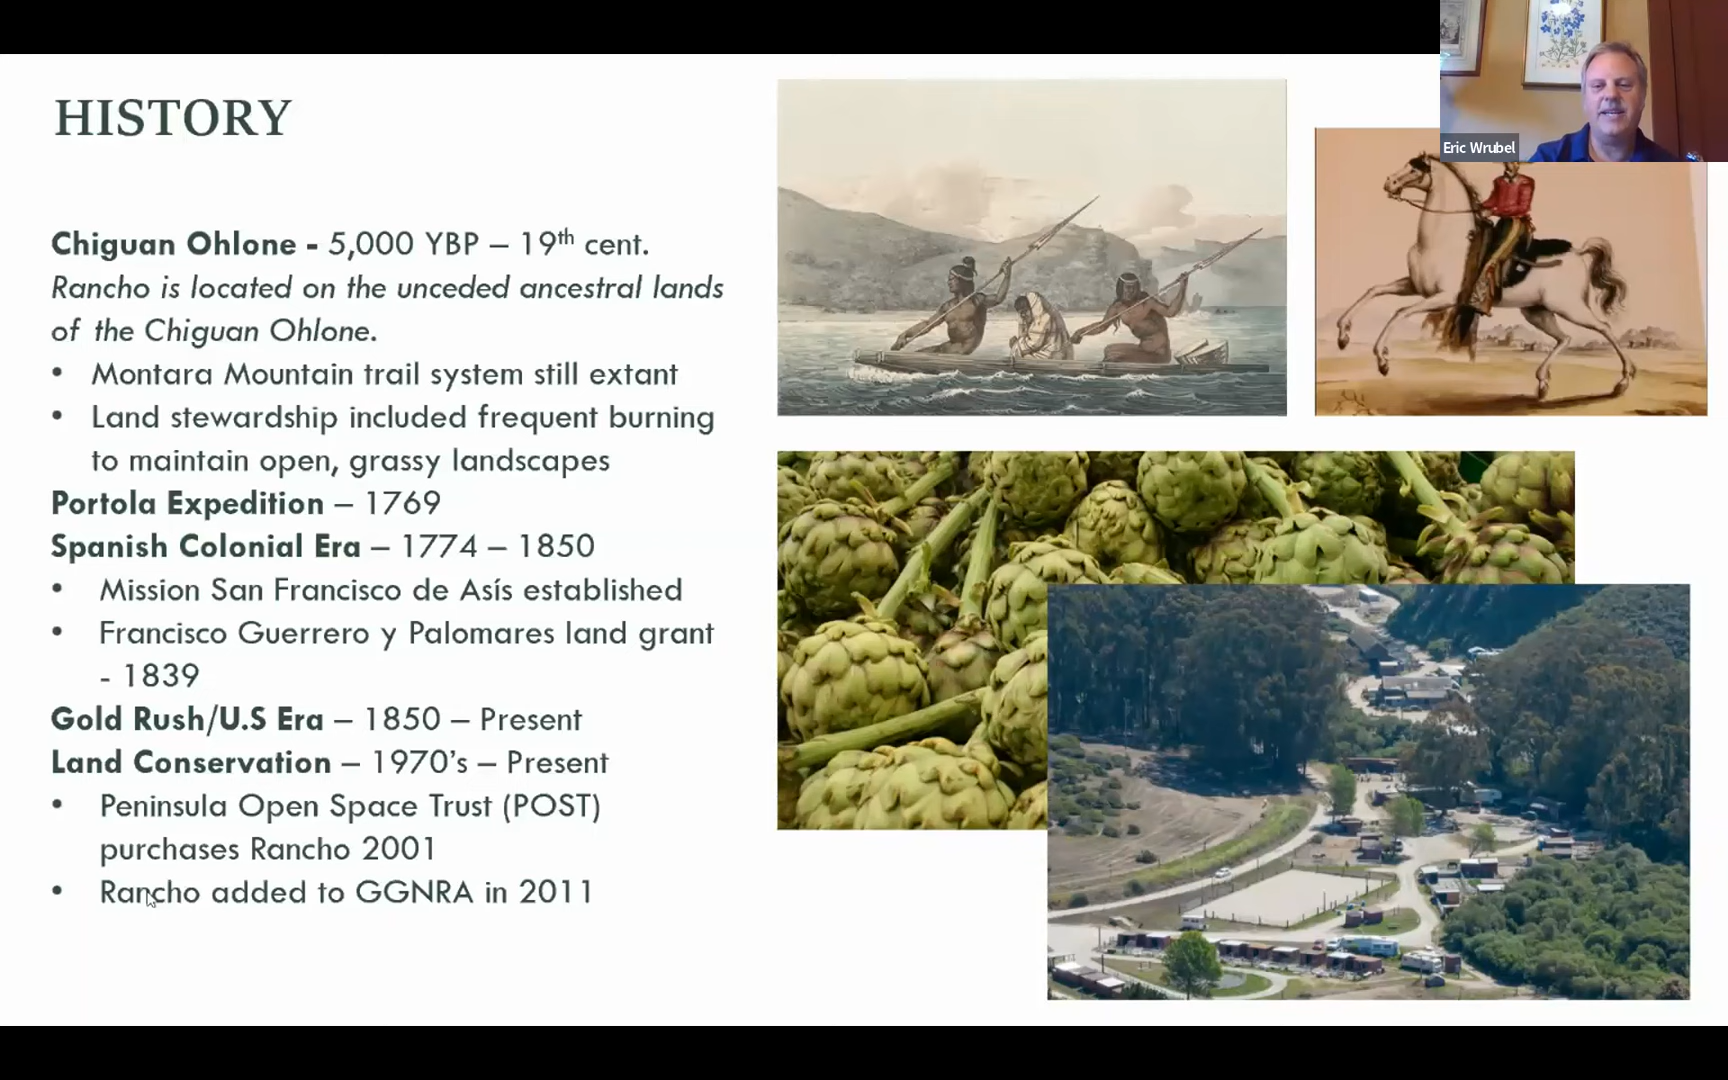 HISTORY
Eric Wrubel
Chiguan Ohlone - 5,000 YBP – 19th cent.
Rancho is located on the unceded ancestral lands
of the Chiguan Ohlone.
• Montara Mountain trail system still extant
• Land stewardship included frequent burning
to maintain open, grassy landscapes
Portola Expedition – 1769
Spanish Colonial Era – 1774 – 1850
• Mission San Francisco de Asís established
• Francisco Guerrero y Palomares land grant
- 1839
Gold Rush/U.S Era – 1850 – Present
Land Conservation – 1970's – Present
• Peninsula Open Space Trust (POST)
purchases Rancho 2001
• Rancho added to GGNRA in 2011